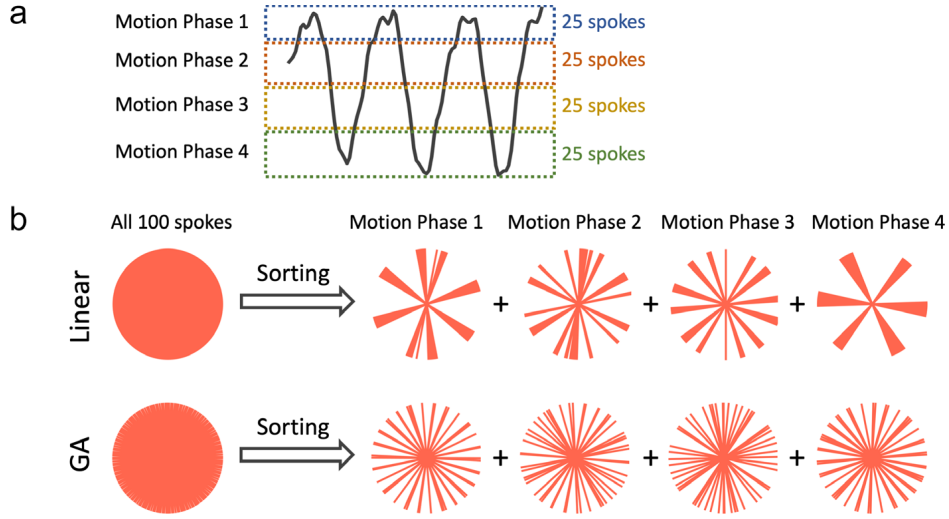 a
Motion Phase 1 25 spokes
Motion Phase 2 25 spokes
Motion Phase 3 25 spokes
Motion Phase 4 25 spokes
b
All 100 spokes Motion Phase 1 Motion Phase 2 Motion Phase 3 Motion Phase 4
Linear Sorting + + +
GA Sorting + + +